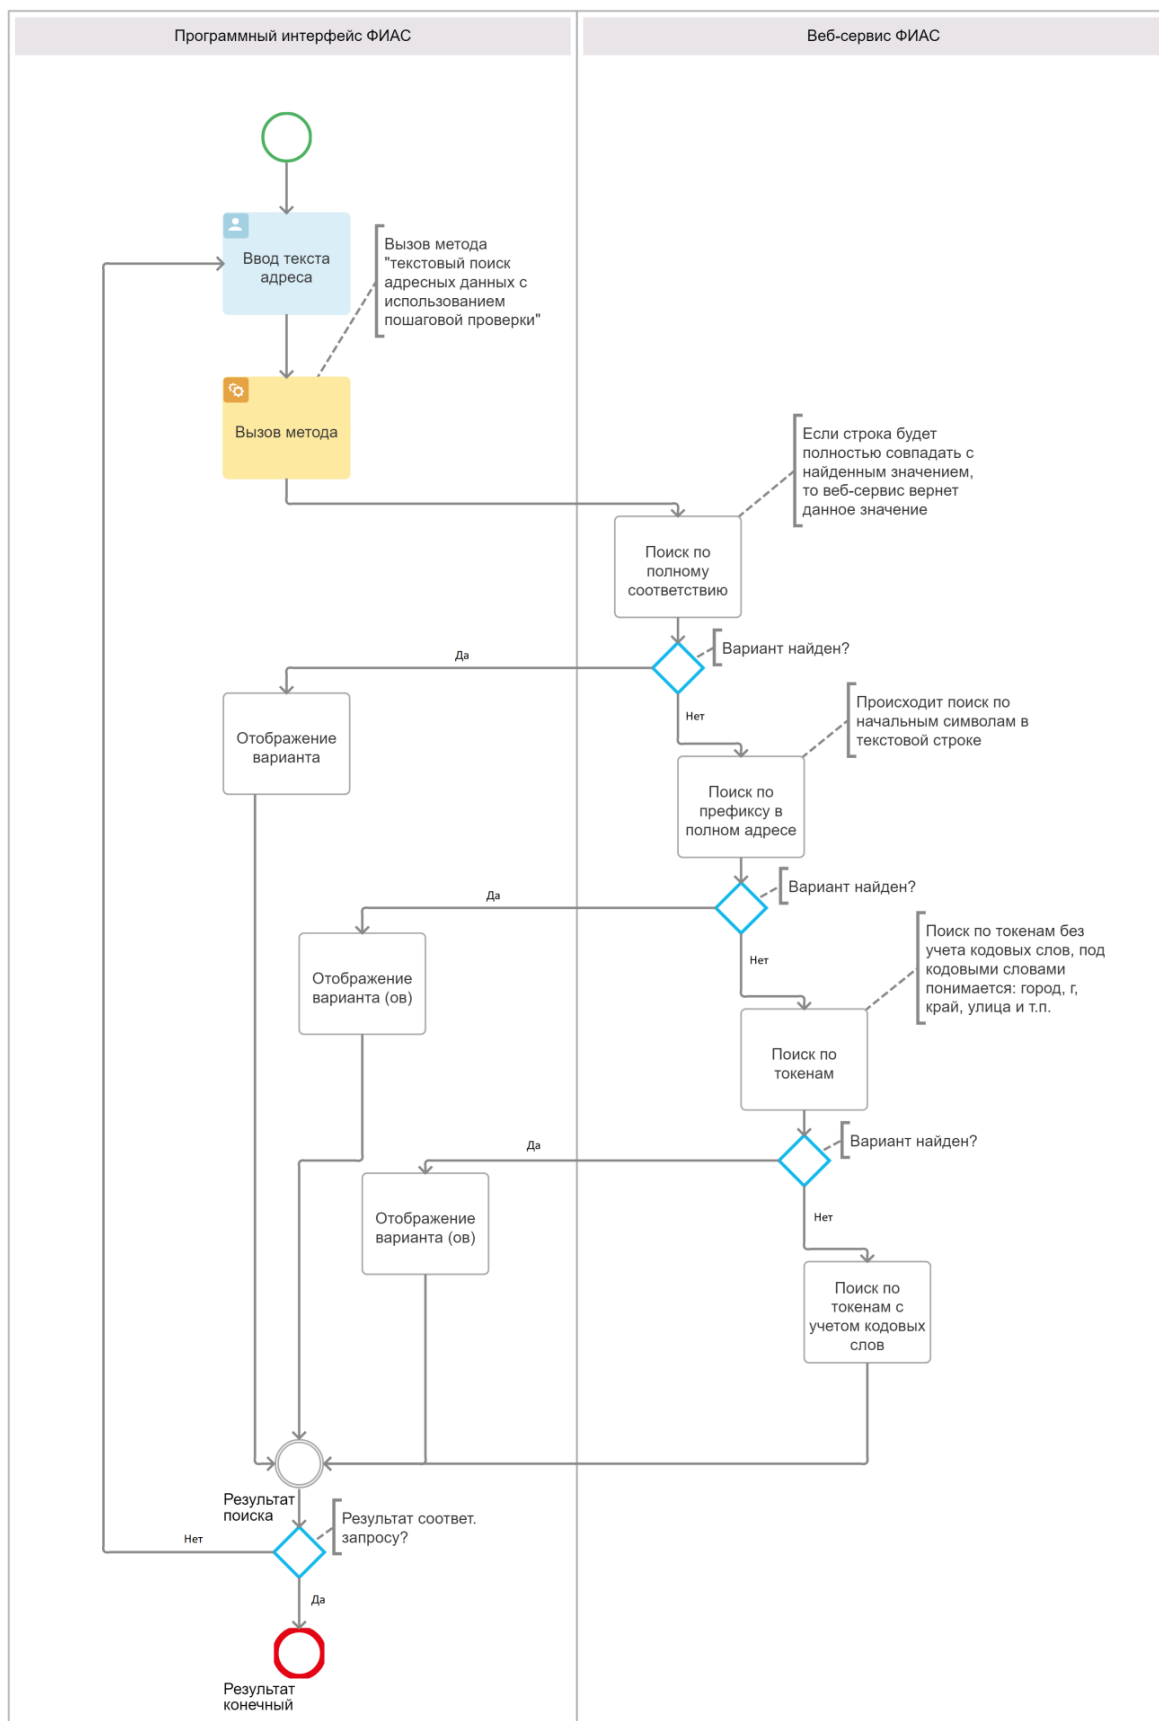 Программный интерфейс ФИАС
Веб-сервис ФИАС
Ввод текста
адреса
Вызов метода
"текстовый поиск
адресных данных с
использованием
пошаговой проверки"
Вызов метода
Если строка будет
полностью совпадать с
найденным значением,
то веб-сервис вернет
данное значение
Поиск по
полному
соответствию
Вариант найден?
Да
Нет
Отображение
варианта
Происходит поиск по
начальным символам в
текстовой строке
Поиск по
префиксу в
полном адресе
Вариант найден?
Да
Нет
Отображение
варианта (ов)
Поиск по токенам без
учета кодовых слов, под
кодовыми словами
понимается: город, г,
край, улица и т.п.
Поиск по
токенам
Вариант найден?
Да
Нет
Отображение
варианта (ов)
Поиск по
токенам с
учетом кодовых
слов
Результат
поиска
Результат соответ.
запросу?
Нет
Да
Результат
конечный